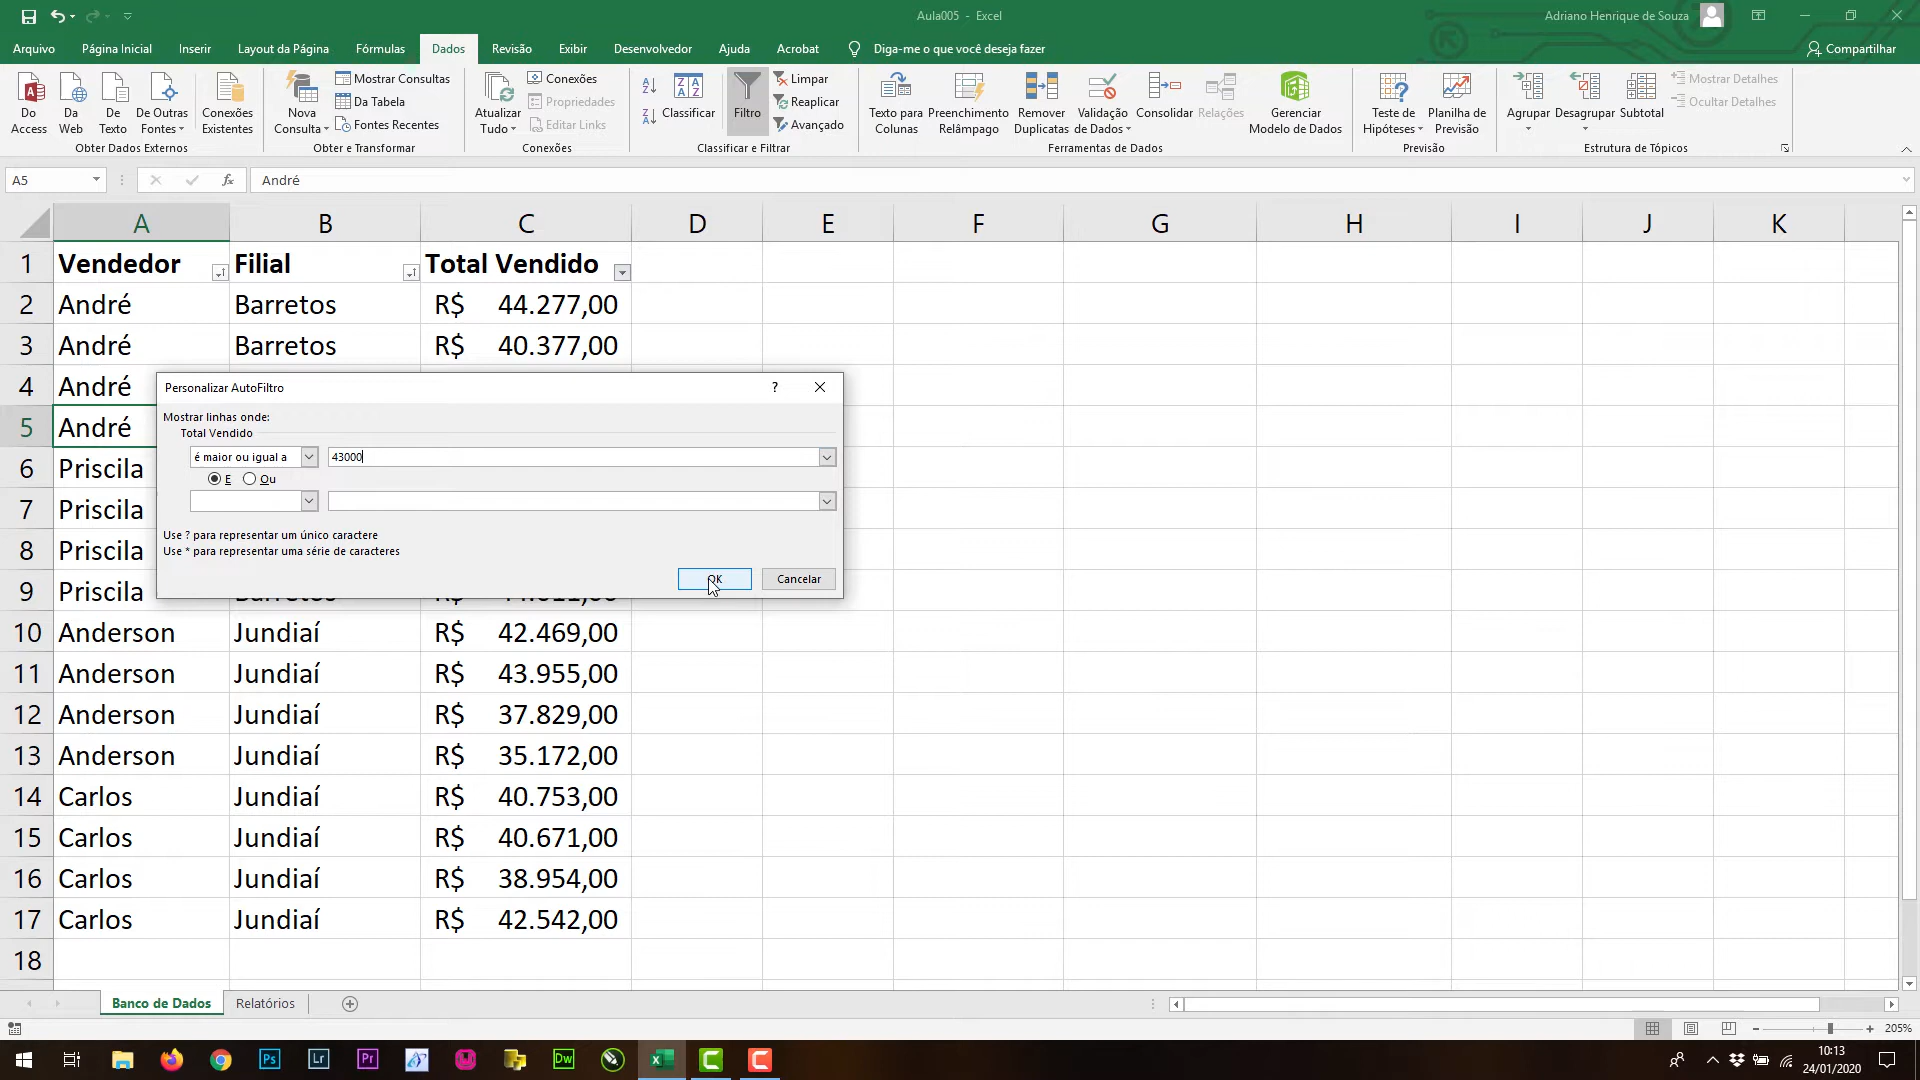 Aula005 - Excel
Adriano Henrique de Souza
Arquivo Página Inicial Inserir Layout da Página Fórmulas Dados Revisão Exibir Desenvolvedor Ajuda Acrobat Diga-me o que você deseja fazer Compartilhar
Do Access
Da Web
De Texto
De Outras Fontes
Conexões Existentes
Obter Dados Externos
Nova Consulta
Mostrar Consultas
Da Tabela
Fontes Recentes
Obter e Transformar
Atualizar Tudo
Conexões
Propriedades
Editar Links
Conexões
Classificar
Filtro
Limpar
Reaplicar
Avançado
Classificar e Filtrar
Texto para Colunas
Preenchimento Relâmpago
Remover Duplicatas
Validação de Dados
Consolidar
Relações
Gerenciar Modelo de Dados
Ferramentas de Dados
Teste de Hipóteses
Planilha de Previsão
Previsão
Agrupar
Desagrupar
Subtotal
Mostrar Detalhes
Ocultar Detalhes
Estrutura de Tópicos
A5 fx André
A B C D E F G H I J K
1 Vendedor Filial Total Vendido
2 André Barretos R$ 44.277,00
3 André Barretos R$ 40.377,00
4 André
5 André
6 Priscila
7 Priscila
8 Priscila
9 Priscila
10 Anderson Jundiaí R$ 42.469,00
11 Anderson Jundiaí R$ 43.955,00
12 Anderson Jundiaí R$ 37.829,00
13 Anderson Jundiaí R$ 35.172,00
14 Carlos Jundiaí R$ 40.753,00
15 Carlos Jundiaí R$ 40.671,00
16 Carlos Jundiaí R$ 38.954,00
17 Carlos Jundiaí R$ 42.542,00
18
Personalizar AutoFiltro ?
Mostrar linhas onde:
Total Vendido
é maior ou igual a 43000
E Ou
Use ? para representar um único caractere
Use * para representar uma série de caracteres
OK Cancelar
Banco de Dados Relatórios
205%
Ps Lr Pr Dw
10:13
24/01/2020